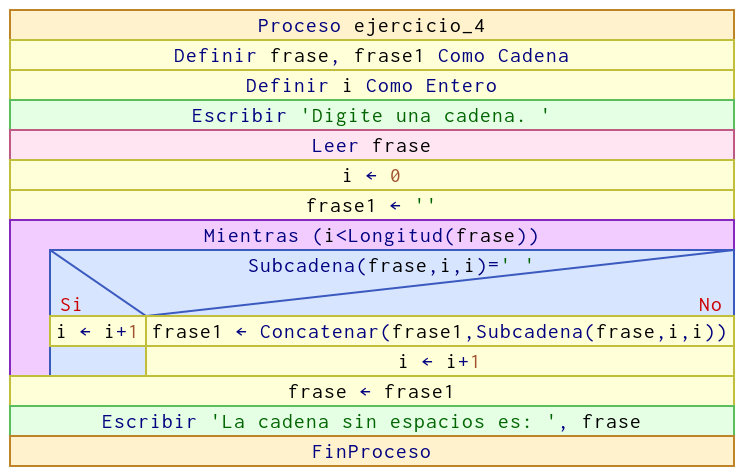 Proceso ejercicio_4
Definir frase, frase1 Como Cadena
Definir i Como Entero
Escribir 'Digite una cadena. '
Leer frase
i ← 0
frase1 ← ''
Mientras (i<Longitud(frase))
Subcadena(frase,i,i)=' '
Si No
i ← i+1 frase1 ← Concatenar(frase1,Subcadena(frase,i,i))
i ← i+1
frase ← frase1
Escribir 'La cadena sin espacios es: ', frase
FinProceso